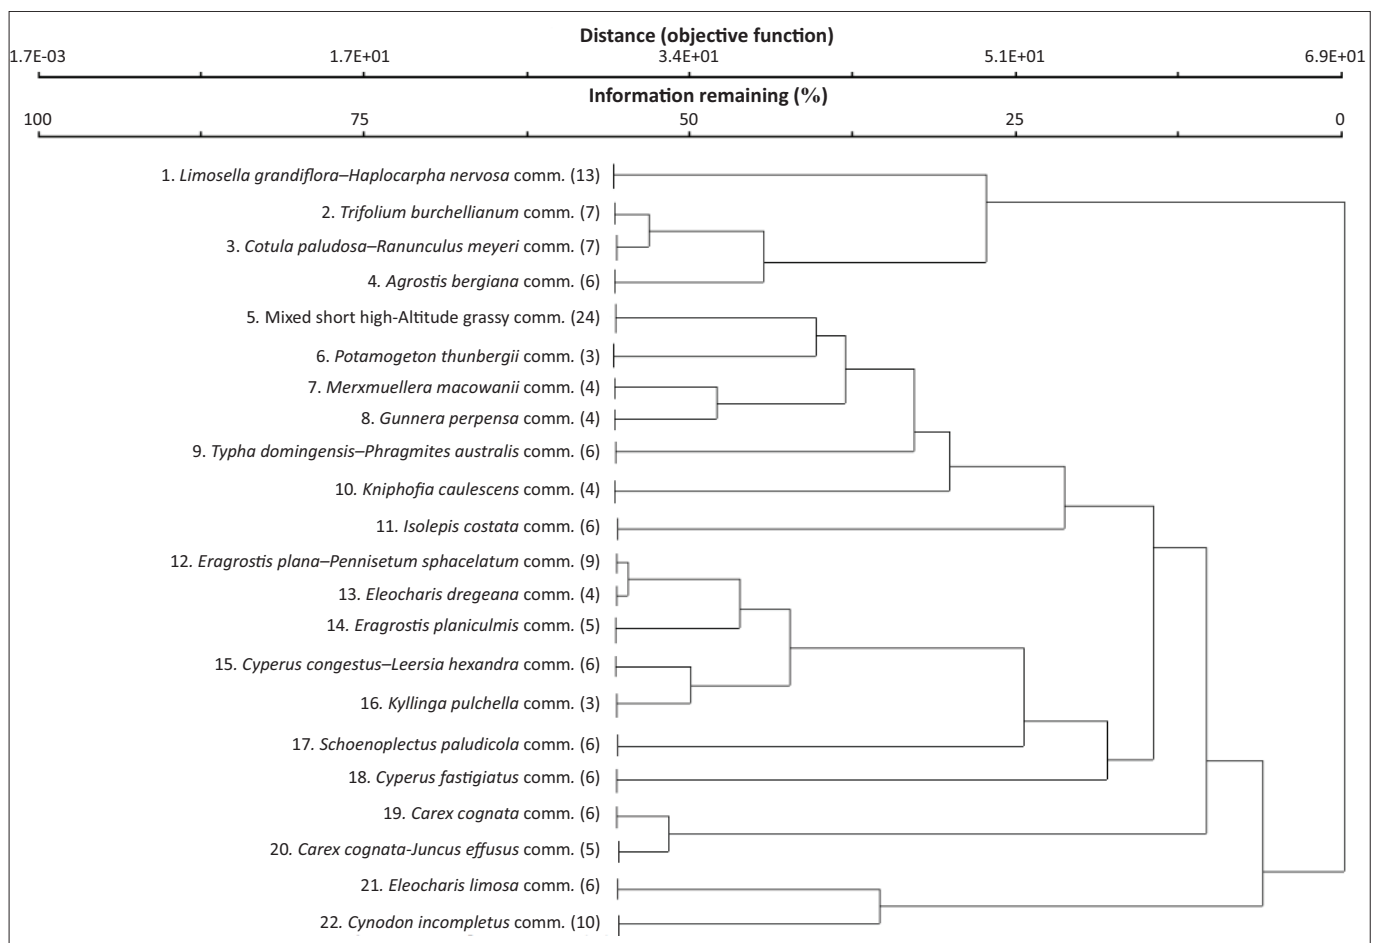 Distance (objective function)
1.7E-03 1.7E+01 3.4E+01 5.1E+01 6.9E+01
Information remaining (%)
100 75 50 25 0
1. Limosella grandiflora–Haplocarpha nervosa comm. (13)
2. Trifolium burchellianum comm. (7)
3. Cotula paludosa–Ranunculus meyeri comm. (7)
4. Agrostis bergiana comm. (6)
5. Mixed short high-Altitude grassy comm. (24)
6. Potamogeton thunbergii comm. (3)
7. Merxmuellera macowanii comm. (4)
8. Gunnera perpensa comm. (4)
9. Typha domingensis–Phragmites australis comm. (6)
10. Kniphofia caulescens comm. (4)
11. Isolepis costata comm. (6)
12. Eragrostis plana–Pennisetum sphacelatum comm. (9)
13. Eleocharis dregeana comm. (4)
14. Eragrostis planiculmis comm. (5)
15. Cyperus congestus–Leersia hexandra comm. (6)
16. Kyllinga pulchella comm. (3)
17. Schoenoplectus paludicola comm. (6)
18. Cyperus fastigiatus comm. (6)
19. Carex cognata comm. (6)
20. Carex cognata-Juncus effusus comm. (5)
21. Eleocharis limosa comm. (6)
22. Cynodon incompletus comm. (10)